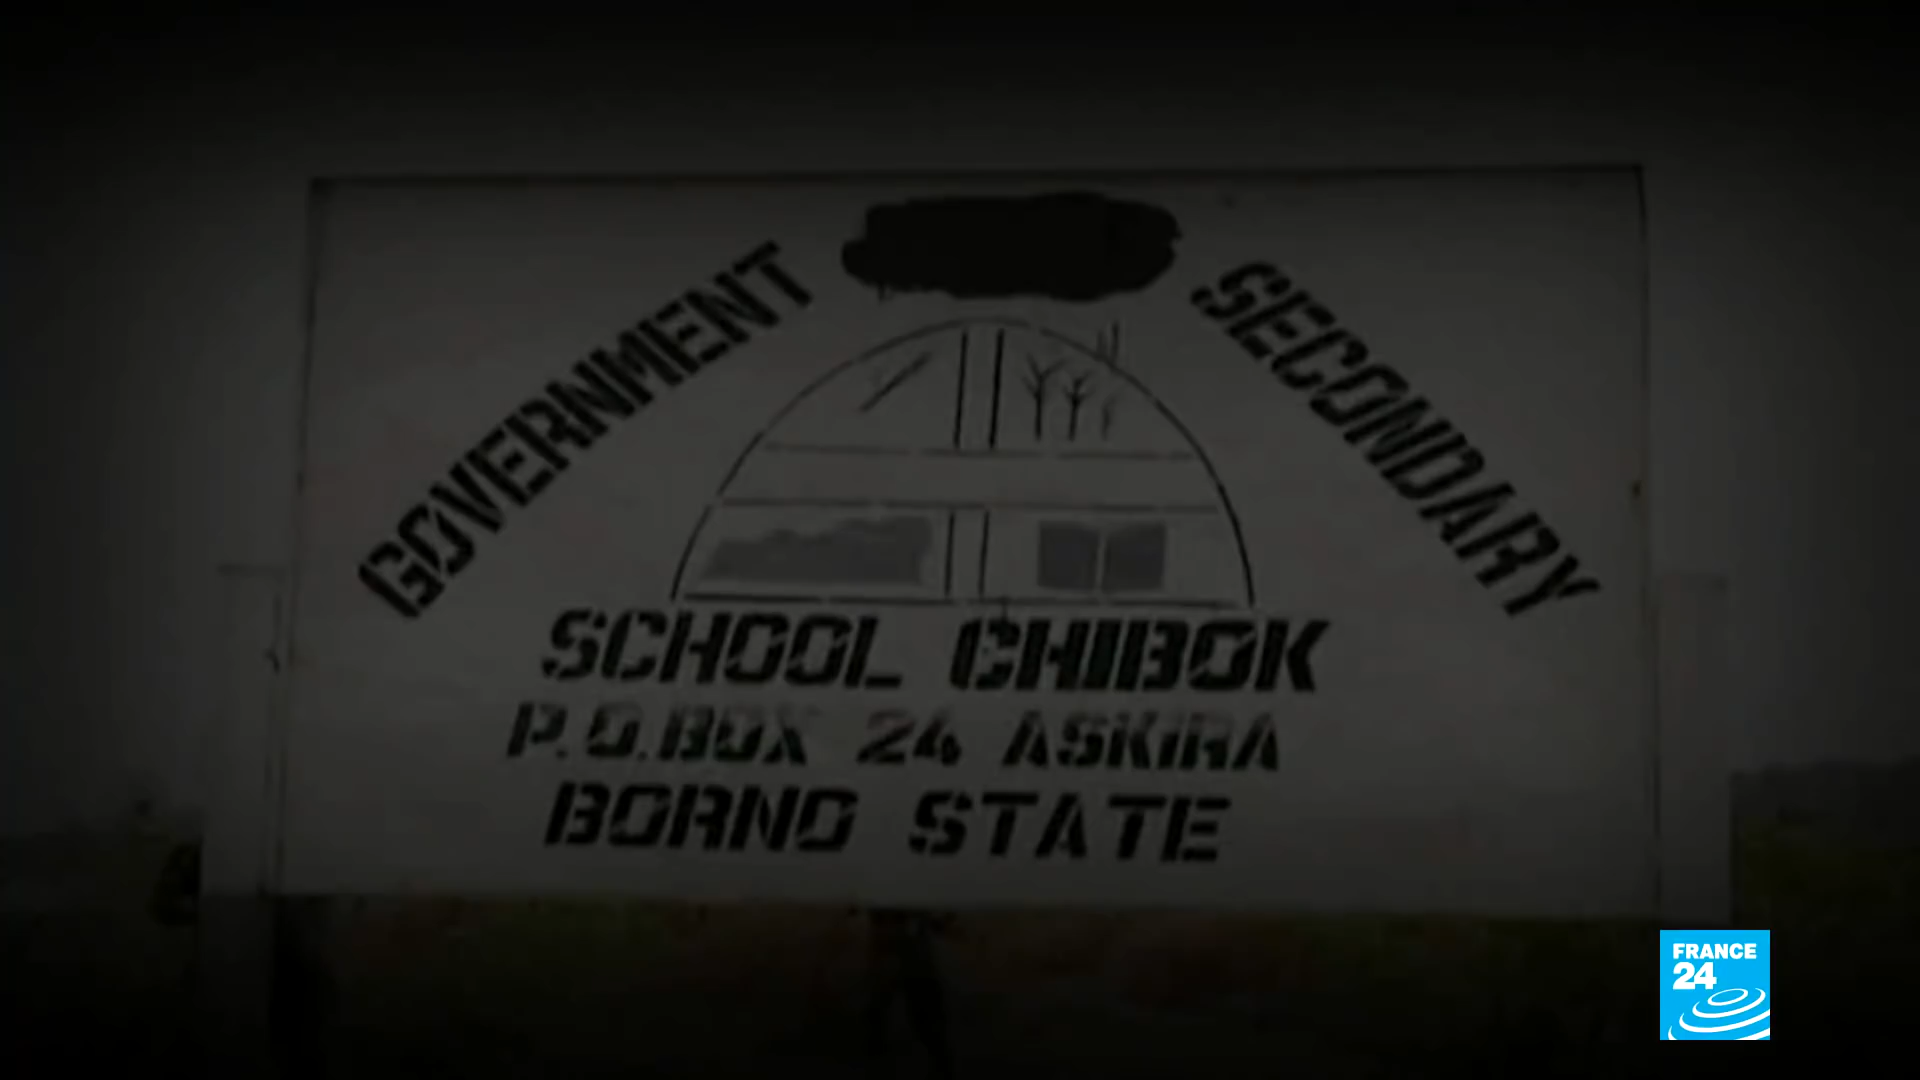 GOVERNMENT SECONDARY
SCHOOL CHIBOK
P.O.BOX 24 ASKIRA
BORNO STATE
FRANCE
24